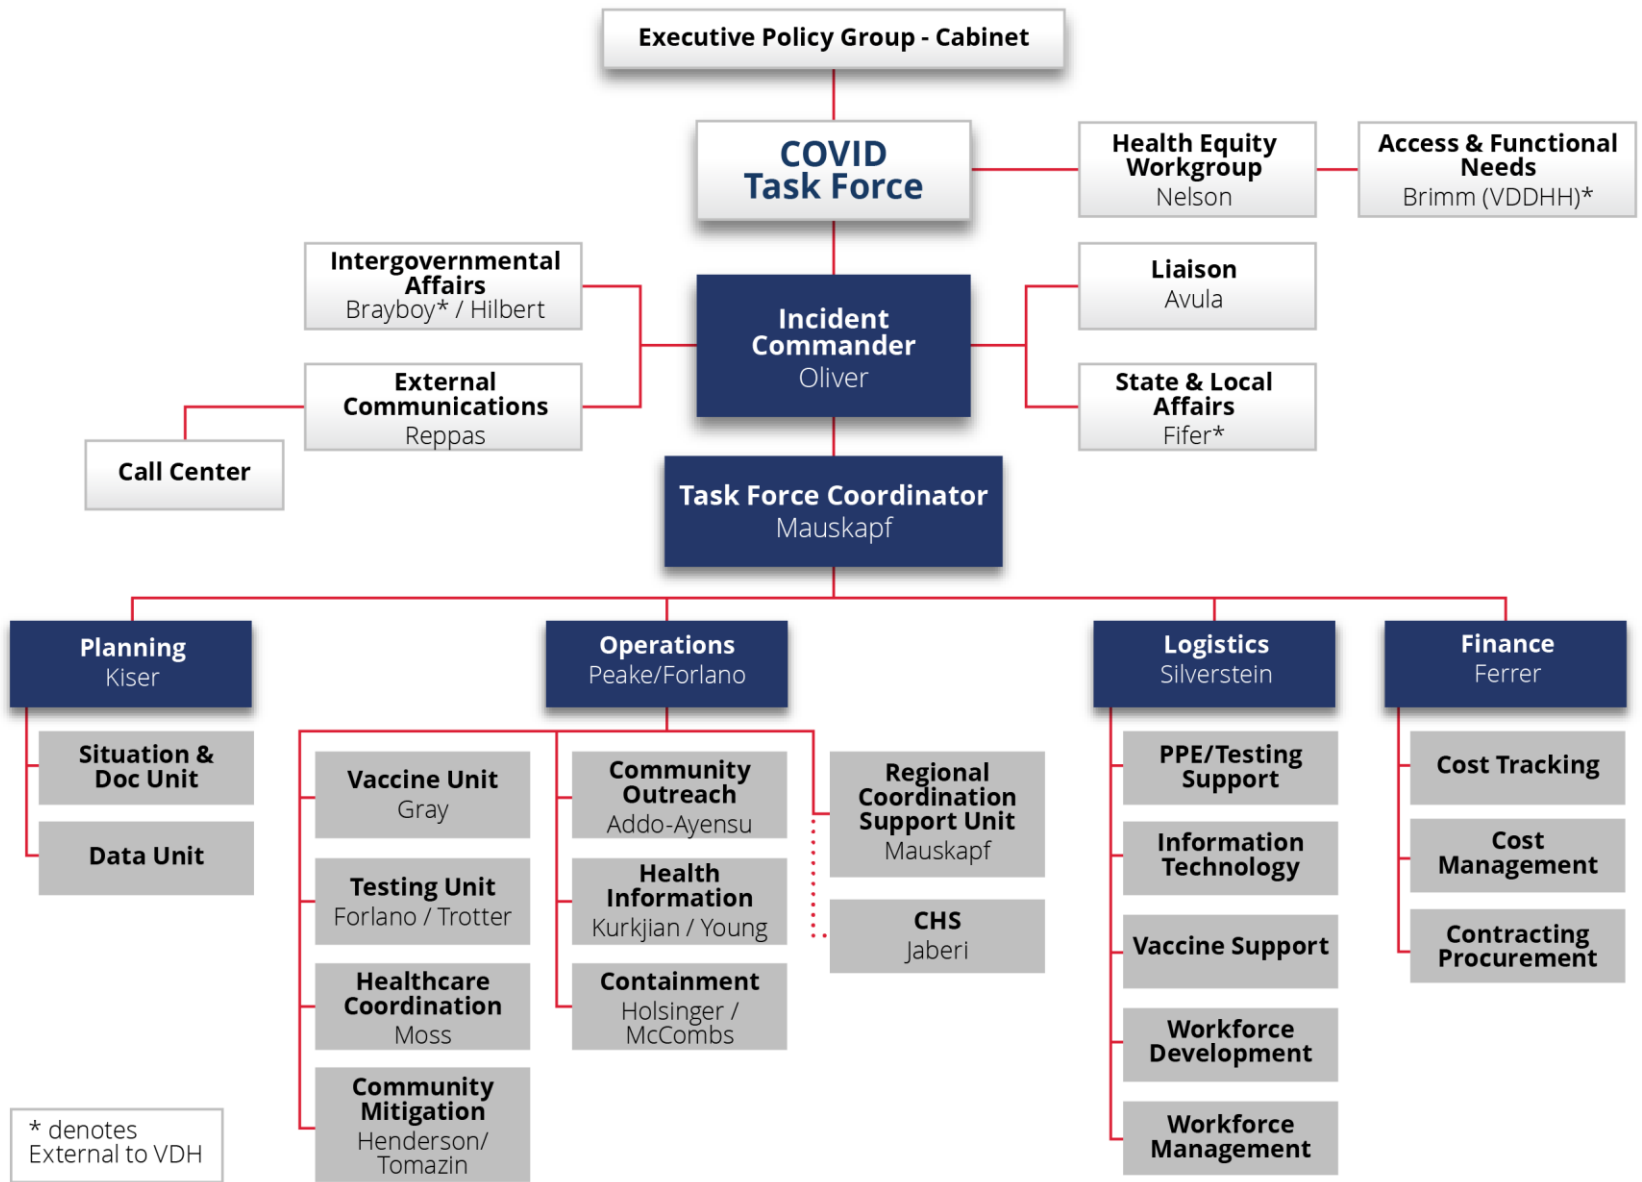 Executive Policy Group - Cabinet
COVID
Task Force
Health Equity
Workgroup
Nelson
Access & Functional
Needs
Brimm (VDDHH)*
Intergovernmental
Affairs
Brayboy* / Hilbert
Incident
Commander
Oliver
Liaison
Avula
External
Communications
Reppas
State & Local
Affairs
Fifer*
Call Center
Task Force Coordinator
Mauskapf
Planning
Kiser
Situation &
Doc Unit
Data Unit
Operations
Peake/Forlano
Vaccine Unit
Gray
Testing Unit
Forlano / Trotter
Healthcare
Coordination
Moss
Community
Mitigation
Henderson/
Tomazin
Community
Outreach
Addo-Ayensu
Health
Information
Kurkjian / Young
Containment
Holsinger /
McCombs
Regional
Coordination
Support Unit
Mauskapf
CHS
Jaberi
Logistics
Silverstein
PPE/Testing
Support
Information
Technology
Vaccine Support
Workforce
Development
Workforce
Management
Finance
Ferrer
Cost Tracking
Cost
Management
Contracting
Procurement
* denotes
External to VDH